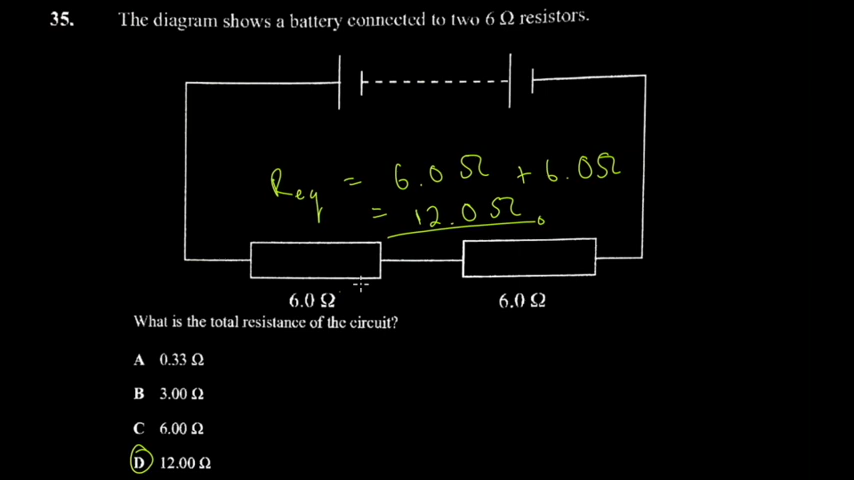 35. The diagram shows a battery connected to two 6 Ω resistors.
Req = 6.0 Ω + 6.0 Ω
= 12.0 Ω.
6.0 Ω 6.0 Ω
What is the total resistance of the circuit?
A 0.33 Ω
B 3.00 Ω
C 6.00 Ω
D 12.00 Ω